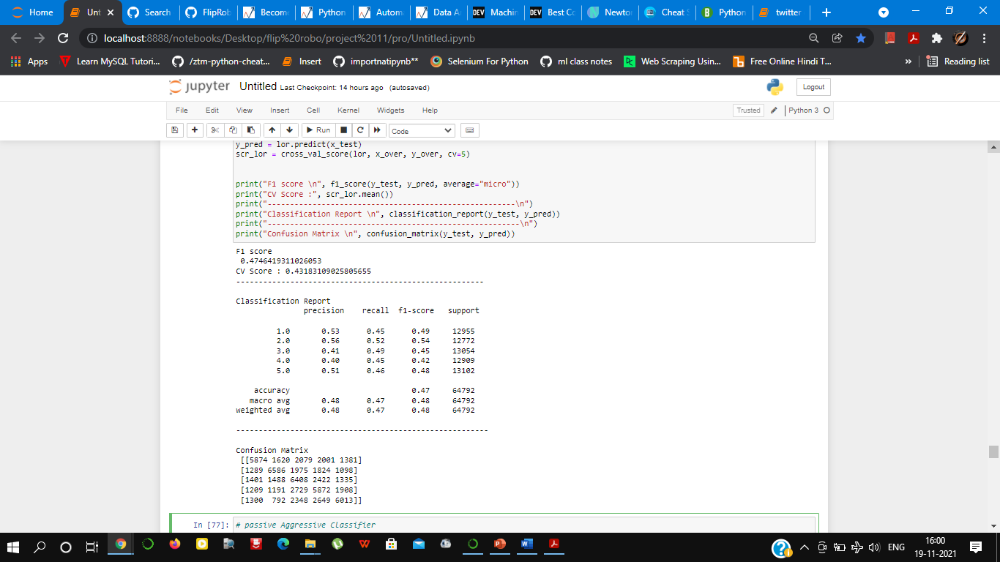 Home
Unt
Search
FlipRob
Becom
Python
Autom
Data A
DEV Machin
DEV Best Co
Newto
Cheat S
B Python
twitter
localhost:8888/notebooks/Desktop/flip%20robo/project%2011/pro/Untitled.ipynb
Apps
Learn MySQL Tutori...
/ztm-python-cheat...
Insert
importnatipynb**
Selenium For Python
ml class notes
Web Scraping Usin...
Free Online Hindi T...
»
Reading list
jupyter Untitled Last Checkpoint: 14 hours ago (autosaved)
Logout
File Edit View Insert Cell Kernel Widgets Help
Trusted
Python 3
Run
Code
y_pred = lor.predict(x_test)
scr_lor = cross_val_score(lor, x_over, y_over, cv=5)
print("F1 score \n", f1_score(y_test, y_pred, average="micro"))
print("CV Score :", scr_lor.mean())
print("-------------------------------------------------------\n")
print("Classification Report \n", classification_report(y_test, y_pred))
print("--------------------------------------------------------\n")
print("Confusion Matrix \n", confusion_matrix(y_test, y_pred))
F1 score
0.4746419311026053
CV Score : 0.43183109025805655
-------------------------------------------------------
Classification Report
precision recall f1-score support
1.0 0.53 0.45 0.49 12955
2.0 0.56 0.52 0.54 12772
3.0 0.41 0.49 0.45 13054
4.0 0.40 0.45 0.42 12909
5.0 0.51 0.46 0.48 13102
accuracy 0.47 64792
macro avg 0.48 0.47 0.48 64792
weighted avg 0.48 0.47 0.48 64792
--------------------------------------------------------
Confusion Matrix
[[5874 1620 2079 2001 1381]
[1289 6586 1975 1824 1098]
[1401 1488 6408 2422 1335]
[1209 1191 2729 5872 1908]
[1300 792 2348 2649 6013]]
In [77]: # passive Aggressive Classifier
ENG
16:00
19-11-2021